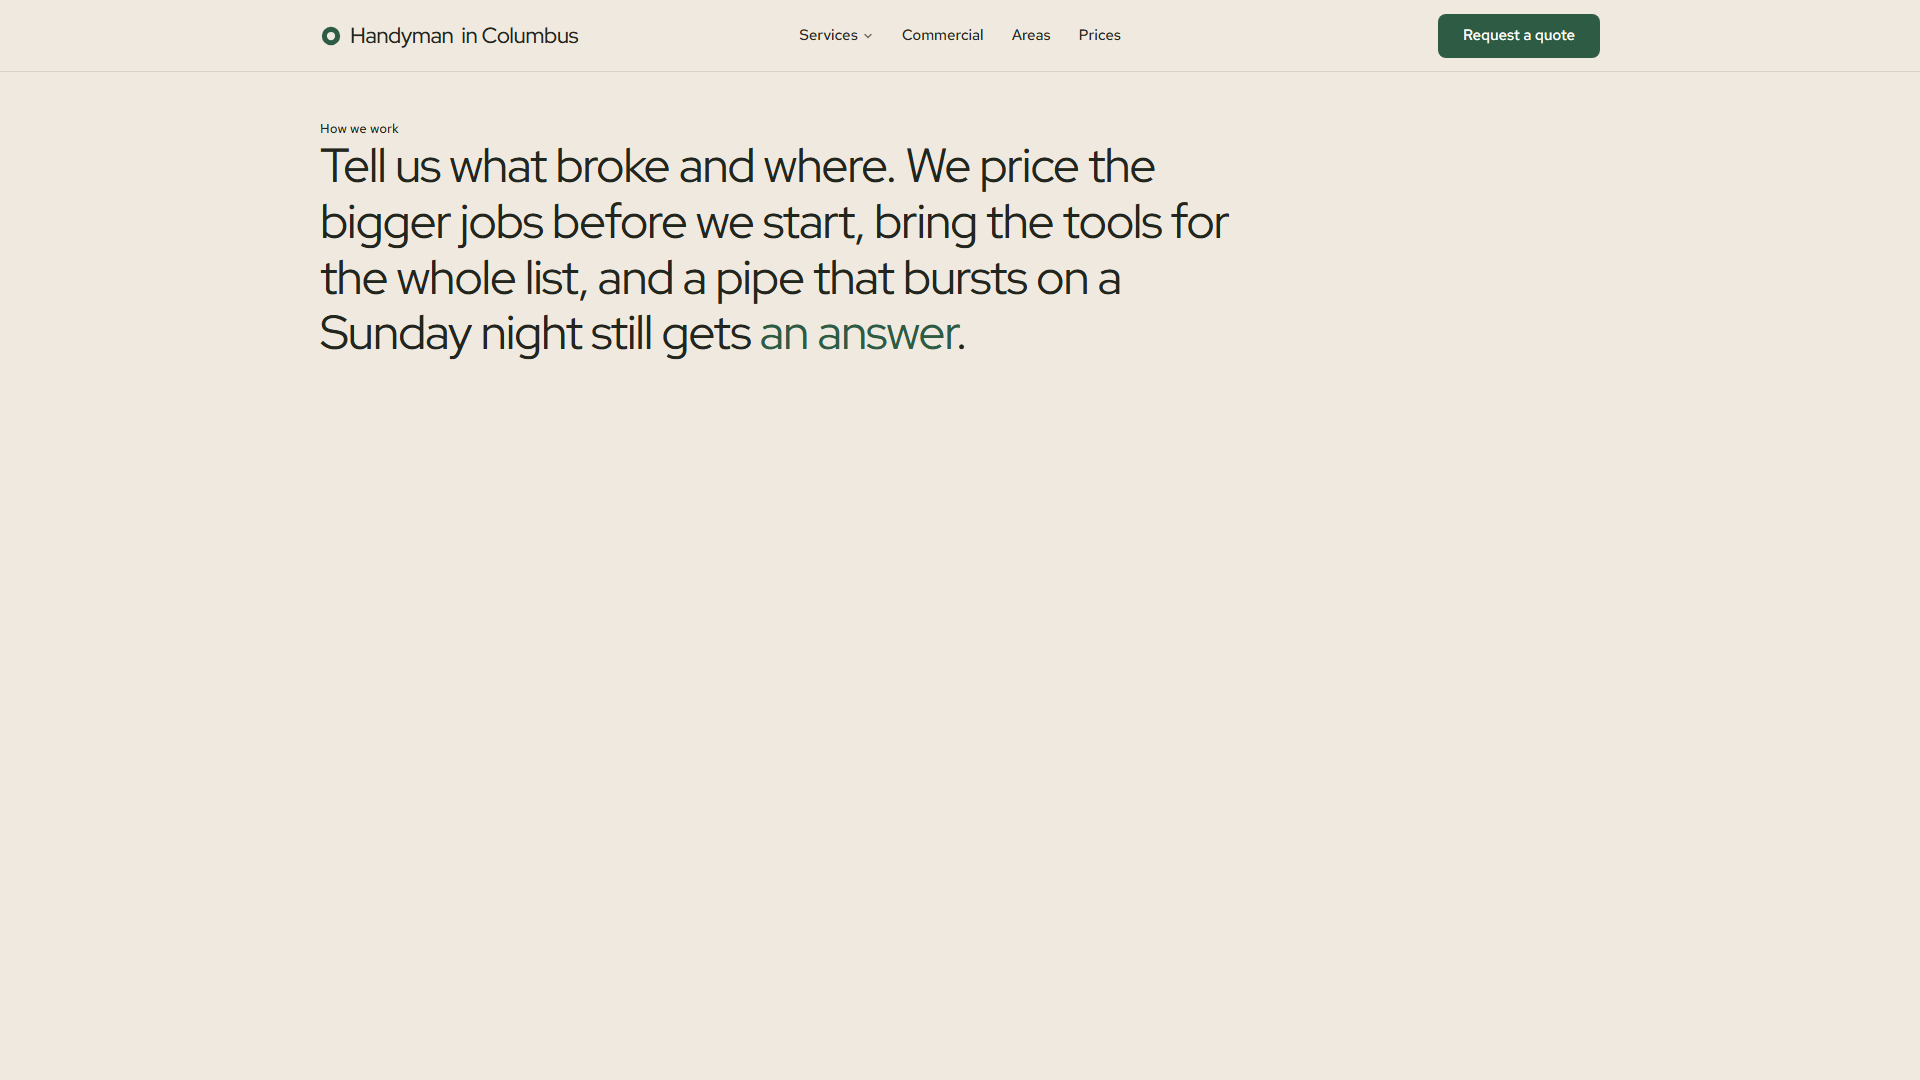 Handyman in Columbus
Services
Commercial
Areas
Prices
Request a quote
How we work
Tell us what broke and where. We price the
bigger jobs before we start, bring the tools for
the whole list, and a pipe that bursts on a
Sunday night still gets an answer.